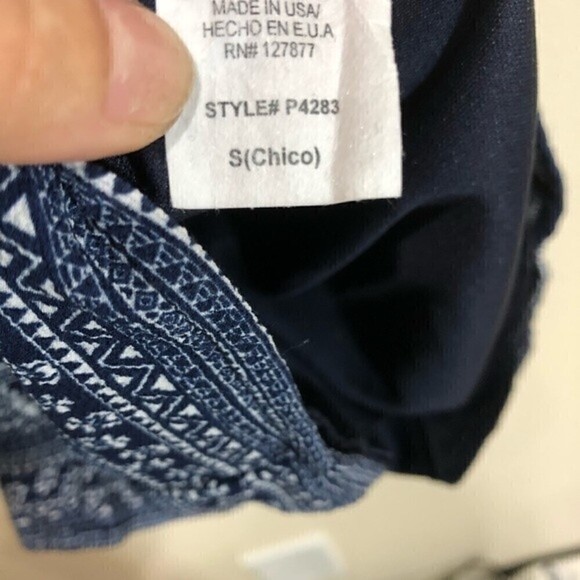 MADE IN USA/
HECHO EN E.U.A
RN# 127877
STYLE# P4283
S(Chico)